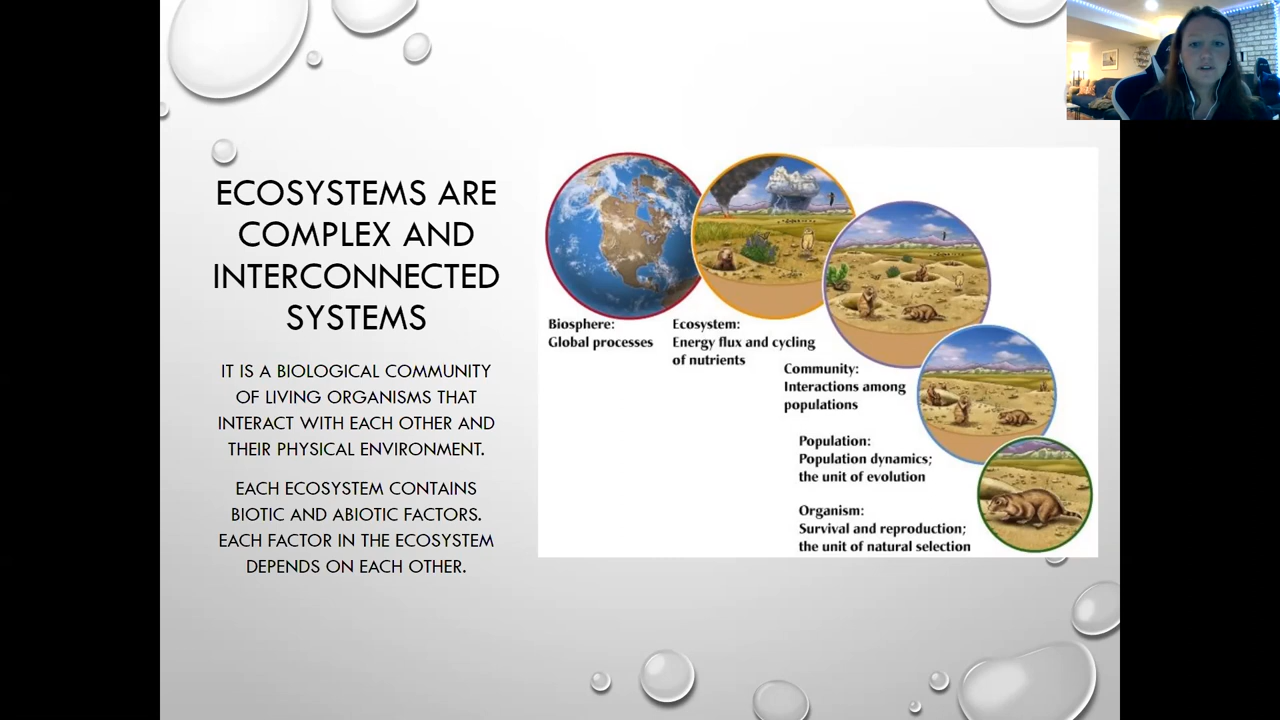 ECOSYSTEMS ARE
COMPLEX AND
INTERCONNECTED
SYSTEMS
IT IS A BIOLOGICAL COMMUNITY
OF LIVING ORGANISMS THAT
INTERACT WITH EACH OTHER AND
THEIR PHYSICAL ENVIRONMENT.
EACH ECOSYSTEM CONTAINS
BIOTIC AND ABIOTIC FACTORS.
EACH FACTOR IN THE ECOSYSTEM
DEPENDS ON EACH OTHER.
Biosphere:
Global processes
Ecosystem:
Energy flux and cycling
of nutrients
Community:
Interactions among
populations
Population:
Population dynamics;
the unit of evolution
Organism:
Survival and reproduction;
the unit of natural selection